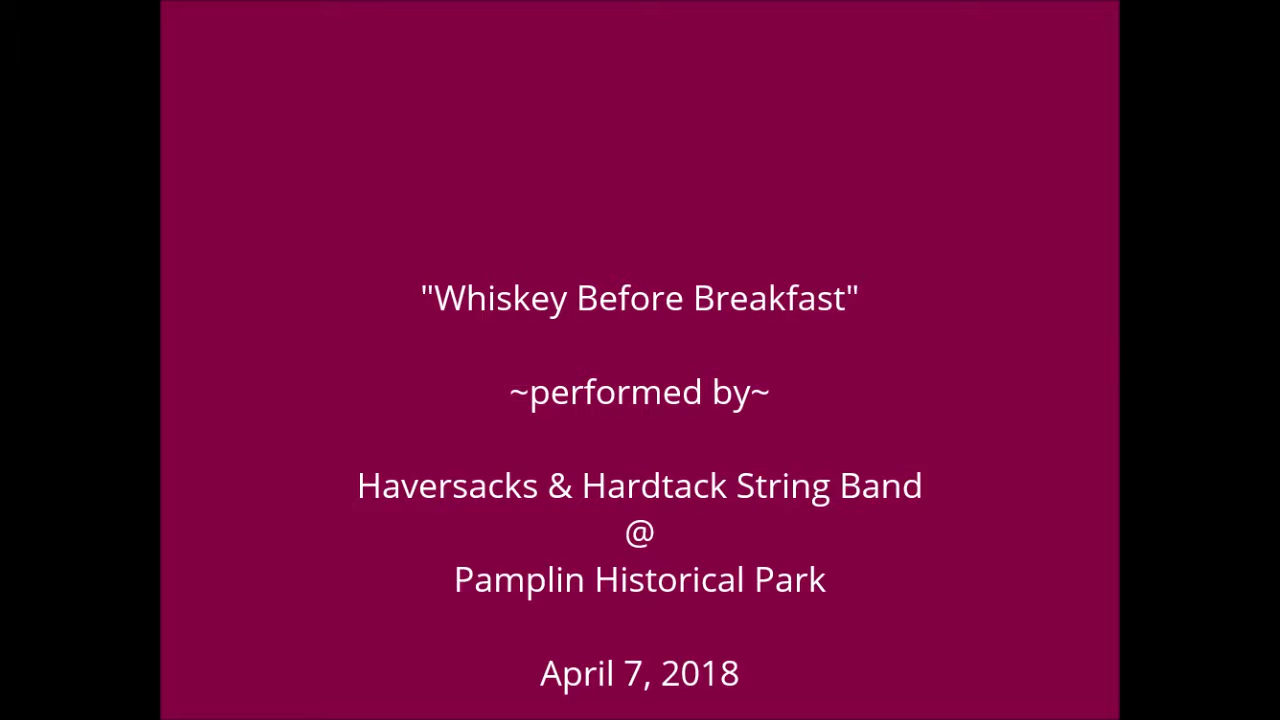 "Whiskey Before Breakfast"
~performed by~
Haversacks & Hardtack String Band
@
Pamplin Historical Park
April 7, 2018